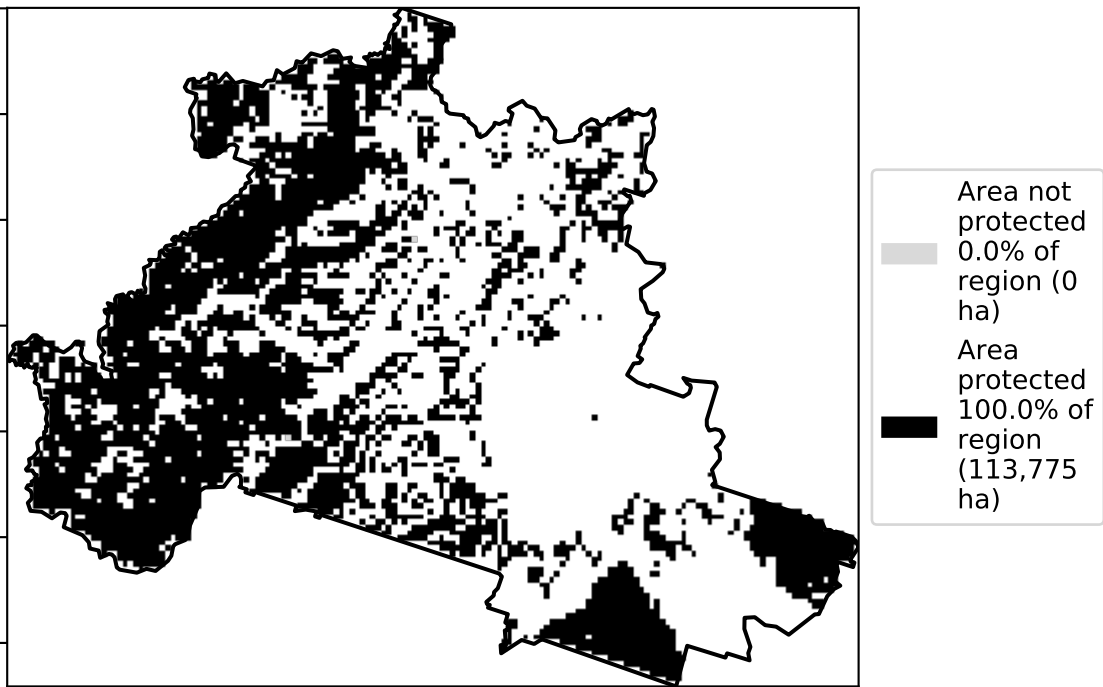 Area not
protected
0.0% of
region (0
ha)
Area
protected
100.0% of
region
(113,775
ha)